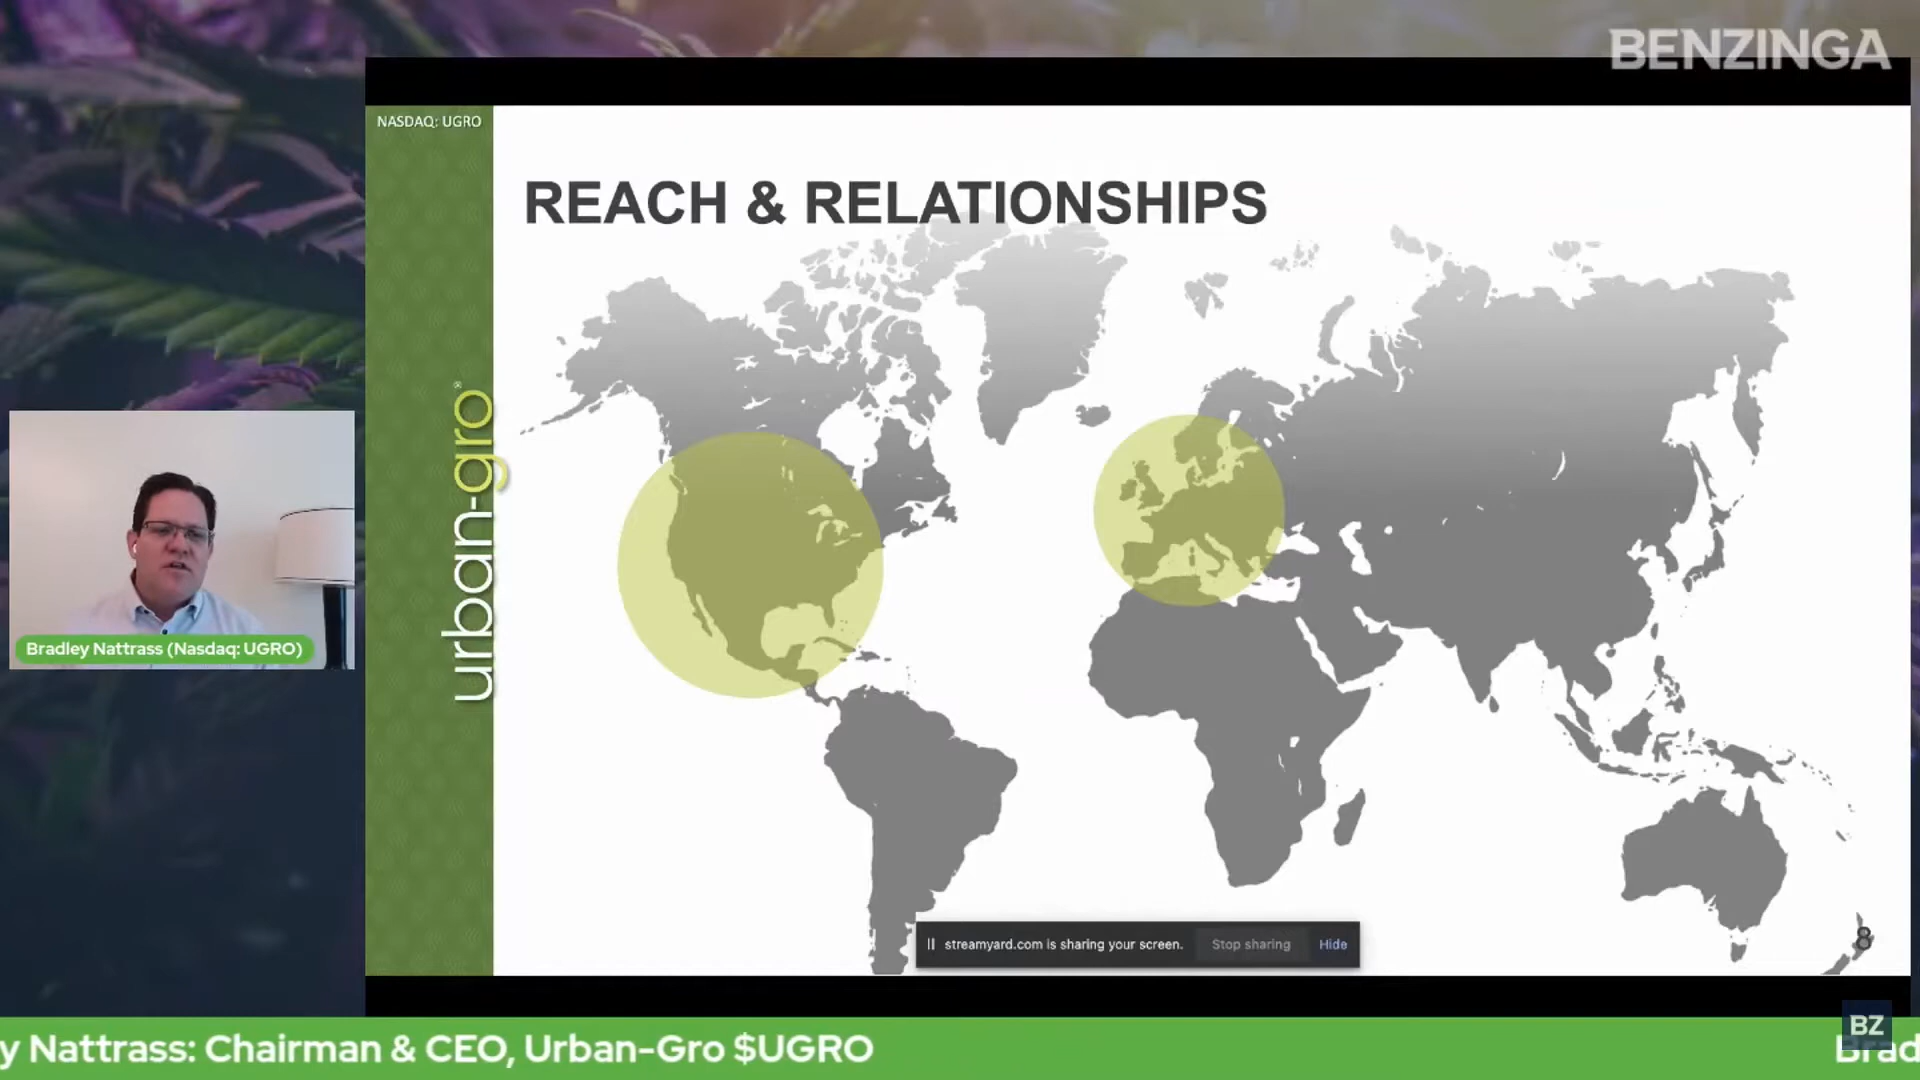 BENZINGA
NASDAQ: UGRO
REACH & RELATIONSHIPS
urban-gro®
Bradley Nattrass (Nasdaq: UGRO)
streamyard.com is sharing your screen. Stop sharing Hide
8
BZ
y Nattrass: Chairman & CEO, Urban-Gro $UGRO Brad